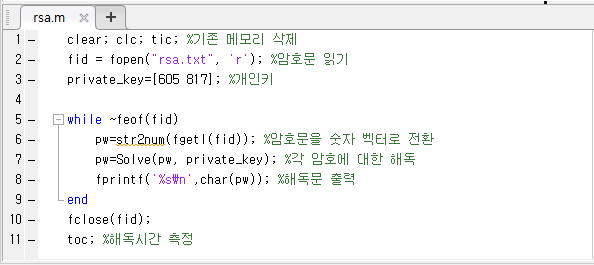 rsa.m
1 clear; clc; tic; %기존 메모리 삭제
2 fid = fopen("rsa.txt", 'r'); %암호문 읽기
3 private_key=[605 817]; %개인키
4
5 while ~feof(fid)
6 pw=str2num(fgetl(fid)); %암호문을 숫자 벡터로 전환
7 pw=Solve(pw, private_key); %각 암호에 대한 해독
8 fprintf('%s₩n',char(pw)); %해독문 출력
9 end
10 fclose(fid);
11 toc; %해독시간 측정